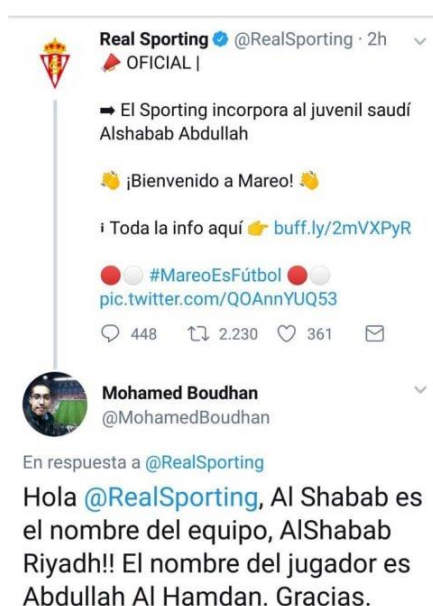 Real Sporting @RealSporting · 2h
📣 OFICIAL |
➡ El Sporting incorpora al juvenil saudí
Alshabab Abdullah
👏 ¡Bienvenido a Mareo! 👏
ℹ Toda la info aquí 👉 buff.ly/2mVXPyR
🔴⚪ #MareoEsFútbol 🔴⚪
pic.twitter.com/QOAnnYUQ53
448 2.230 361
Mohamed Boudhan
@MohamedBoudhan
En respuesta a @RealSporting
Hola @RealSporting, Al Shabab es
el nombre del equipo, AlShabab
Riyadh!! El nombre del jugador es
Abdullah Al Hamdan. Gracias.